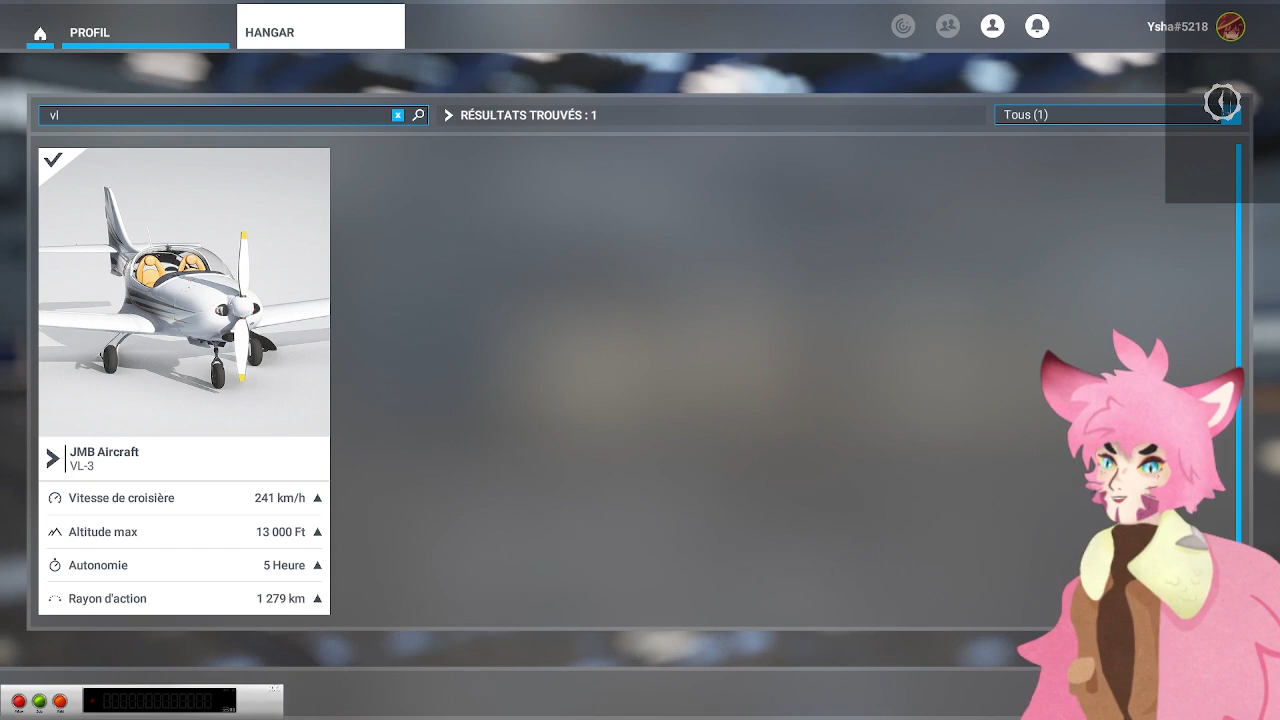 PROFIL
HANGAR
Ysha#5218
vl
RÉSULTATS TROUVÉS : 1
Tous (1)
JMB Aircraft
VL-3
Vitesse de croisière 241 km/h
Altitude max 13 000 Ft
Autonomie 5 Heure
Rayon d'action 1 279 km